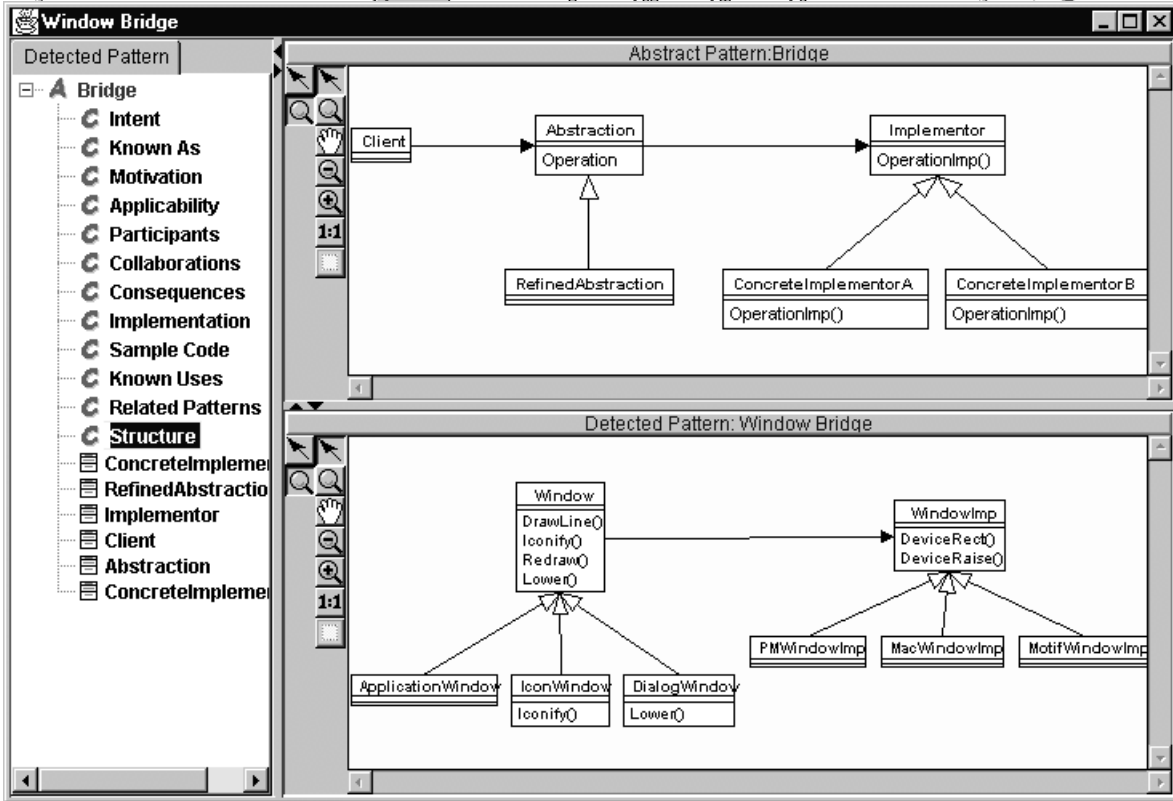 Window Bridge
Detected Pattern
Bridge
Intent
Known As
Motivation
Applicability
Participants
Collaborations
Consequences
Implementation
Sample Code
Known Uses
Related Patterns
Structure
ConcreteImplemen
RefinedAbstractio
Implementor
Client
Abstraction
ConcreteImplemen
Abstract Pattern:Bridge
1:1
Client
Abstraction
Operation
Implementor
OperationImp()
RefinedAbstraction
ConcreteImplementorA
OperationImp()
ConcreteImplementorB
OperationImp()
Detected Pattern: Window Bridge
1:1
Window
DrawLine()
Iconify()
Redraw()
Lower()
WindowImp
DeviceRect()
DeviceRaise()
PMWindowImp
MacWindowImp
MotifWindowImp
ApplicationWindow
IconWindow
Iconify()
DialogWindow
Lower()